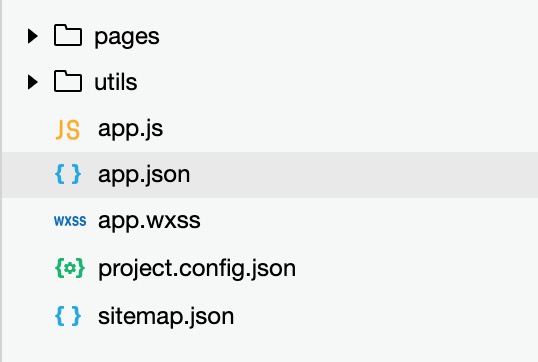 pages
utils
JS app.js
{ } app.json
WXSS app.wxss
{ } project.config.json
{ } sitemap.json